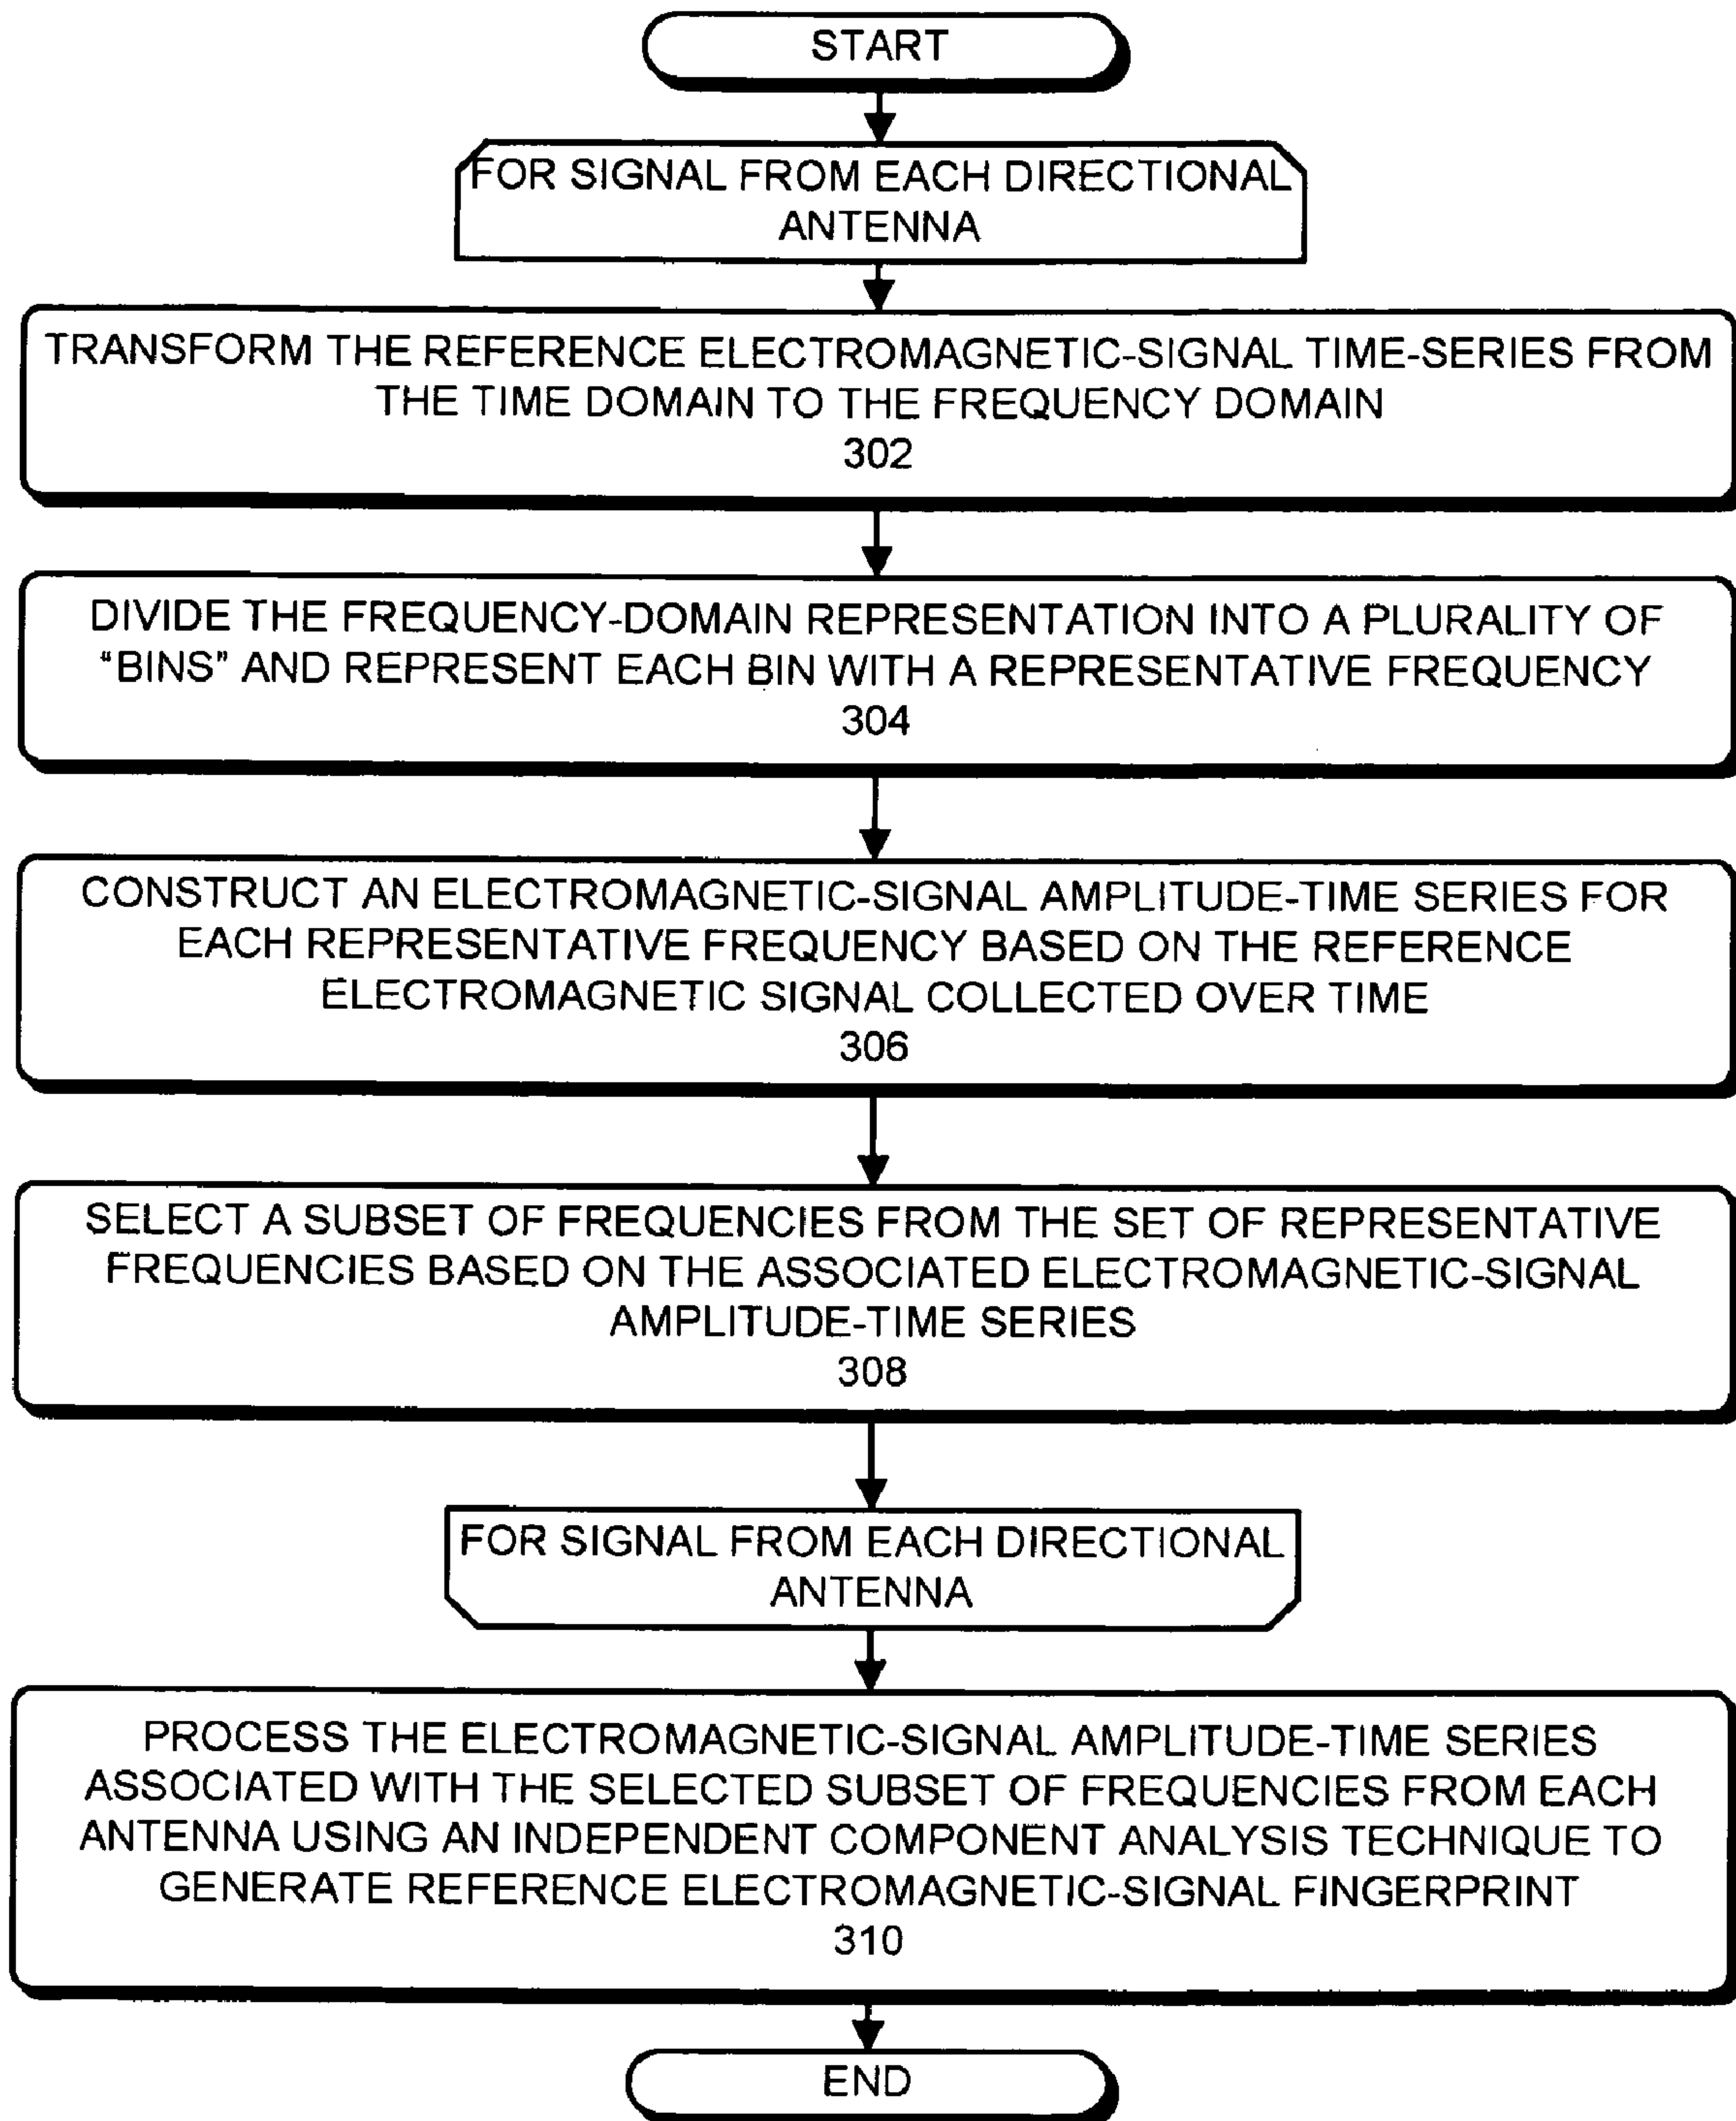 START
FOR SIGNAL FROM EACH DIRECTIONAL
ANTENNA
TRANSFORM THE REFERENCE ELECTROMAGNETIC-SIGNAL TIME-SERIES FROM
THE TIME DOMAIN TO THE FREQUENCY DOMAIN
302
DIVIDE THE FREQUENCY-DOMAIN REPRESENTATION INTO A PLURALITY OF
“BINS” AND REPRESENT EACH BIN WITH A REPRESENTATIVE FREQUENCY
304
CONSTRUCT AN ELECTROMAGNETIC-SIGNAL AMPLITUDE-TIME SERIES FOR
EACH REPRESENTATIVE FREQUENCY BASED ON THE REFERENCE
ELECTROMAGNETIC SIGNAL COLLECTED OVER TIME
306
SELECT A SUBSET OF FREQUENCIES FROM THE SET OF REPRESENTATIVE
FREQUENCIES BASED ON THE ASSOCIATED ELECTROMAGNETIC-SIGNAL
AMPLITUDE-TIME SERIES
308
FOR SIGNAL FROM EACH DIRECTIONAL
ANTENNA
PROCESS THE ELECTROMAGNETIC-SIGNAL AMPLITUDE-TIME SERIES
ASSOCIATED WITH THE SELECTED SUBSET OF FREQUENCIES FROM EACH
ANTENNA USING AN INDEPENDENT COMPONENT ANALYSIS TECHNIQUE TO
GENERATE REFERENCE ELECTROMAGNETIC-SIGNAL FINGERPRINT
310
END